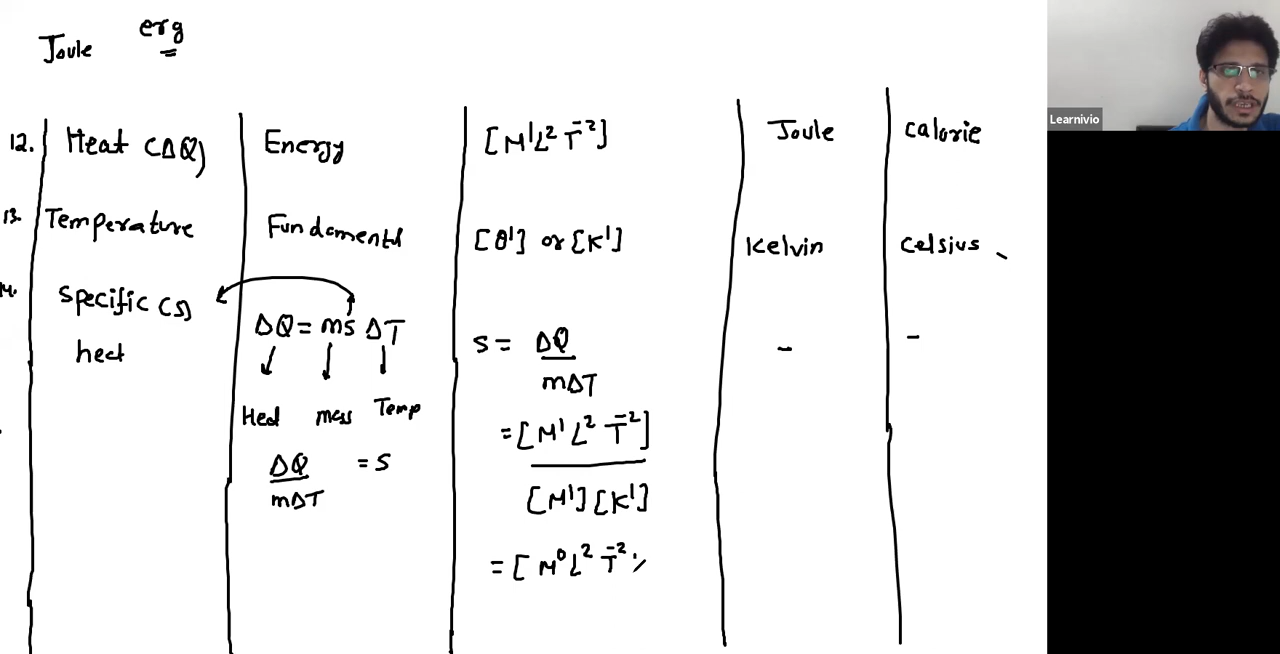 Joule erg
Learnivio
12. Heat (ΔQ) Energy [M¹L²T⁻²] Joule Calorie
13. Temperature Fundamental [θ¹] or [K¹] Kelvin Celsius
14. Specific (s) heat
ΔQ = ms ΔT
Heat mass Temp
ΔQ/mΔT = s
s = ΔQ/mΔT - -
= [M¹L²T⁻²]
[M¹][K¹]
= [M⁰L²T⁻²